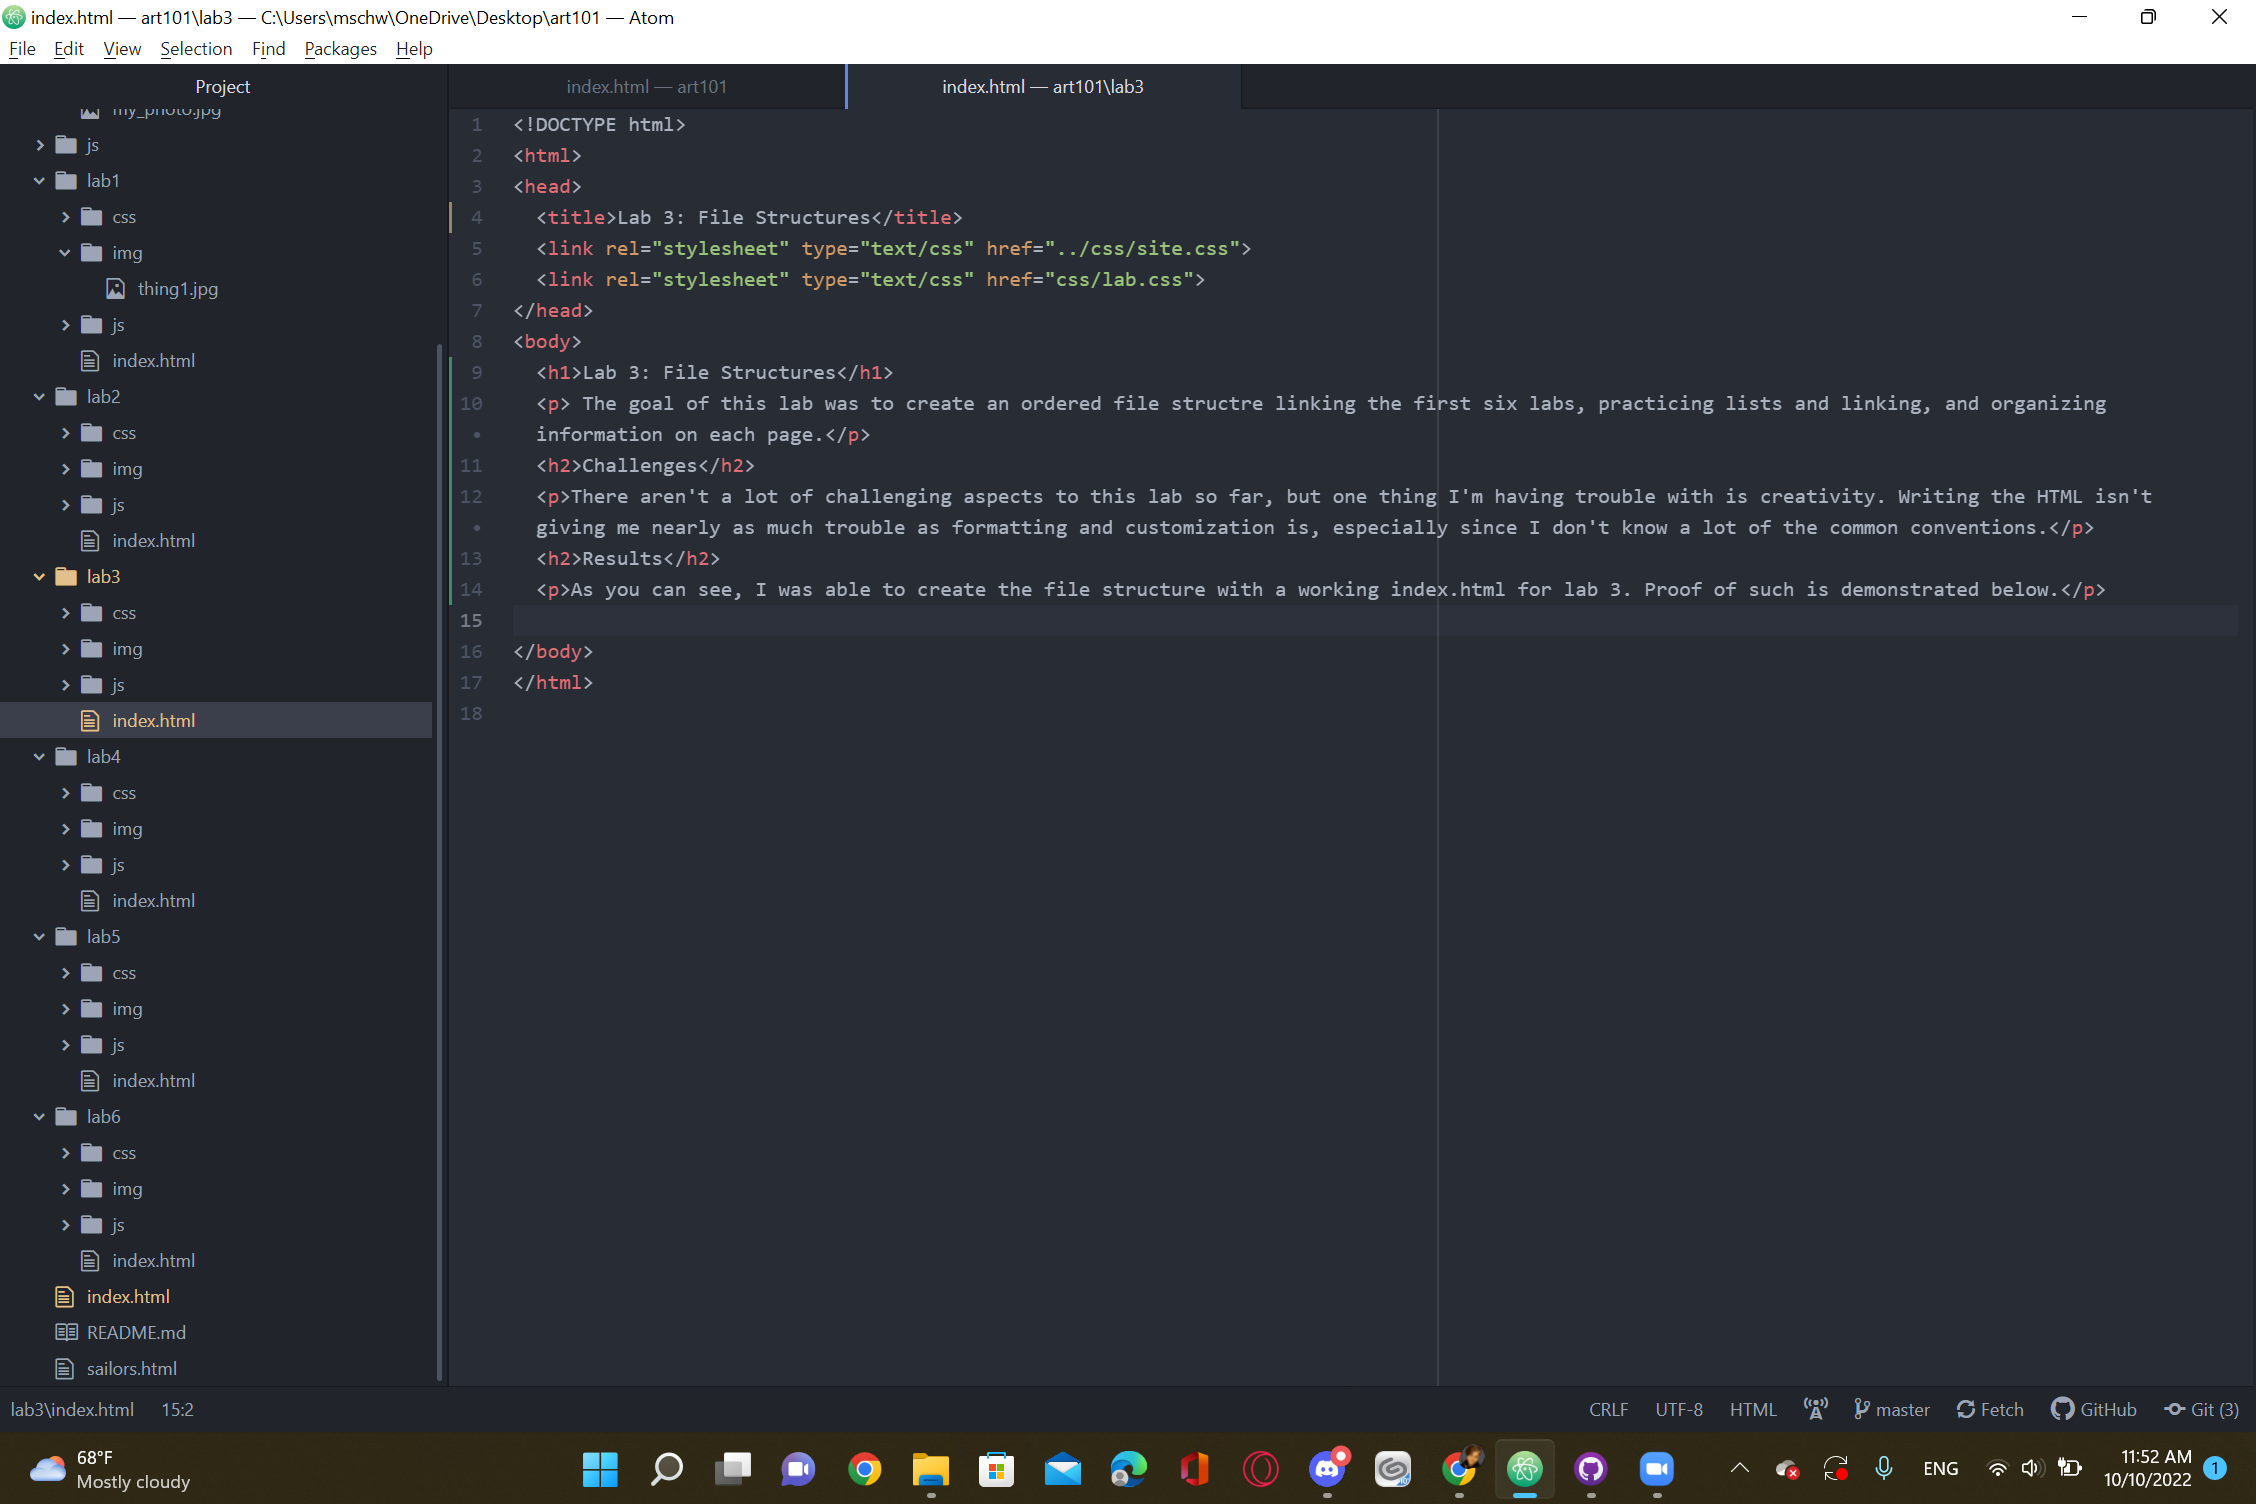 index.html — art101\lab3 — C:\Users\mschw\OneDrive\Desktop\art101 — Atom
File Edit View Selection Find Packages Help
Project
index.html — art101
index.html — art101\lab3
my_photo.jpg
js
lab1
css
img
thing1.jpg
js
index.html
lab2
css
img
js
index.html
lab3
css
img
js
index.html
lab4
css
img
js
index.html
lab5
css
img
js
index.html
lab6
css
img
js
index.html
index.html
README.md
sailors.html
1 <!DOCTYPE html>
2 <html>
3 <head>
4 <title>Lab 3: File Structures</title>
5 <link rel="stylesheet" type="text/css" href="../css/site.css">
6 <link rel="stylesheet" type="text/css" href="css/lab.css">
7 </head>
8 <body>
9 <h1>Lab 3: File Structures</h1>
10 <p> The goal of this lab was to create an ordered file structre linking the first six labs, practicing lists and linking, and organizing
• information on each page.</p>
11 <h2>Challenges</h2>
12 <p>There aren't a lot of challenging aspects to this lab so far, but one thing I'm having trouble with is creativity. Writing the HTML isn't
• giving me nearly as much trouble as formatting and customization is, especially since I don't know a lot of the common conventions.</p>
13 <h2>Results</h2>
14 <p>As you can see, I was able to create the file structure with a working index.html for lab 3. Proof of such is demonstrated below.</p>
15
16 </body>
17 </html>
18
lab3\index.html 15:2
CRLF UTF-8 HTML master Fetch GitHub Git (3)
68°F
Mostly cloudy
ENG
11:52 AM
10/10/2022
1